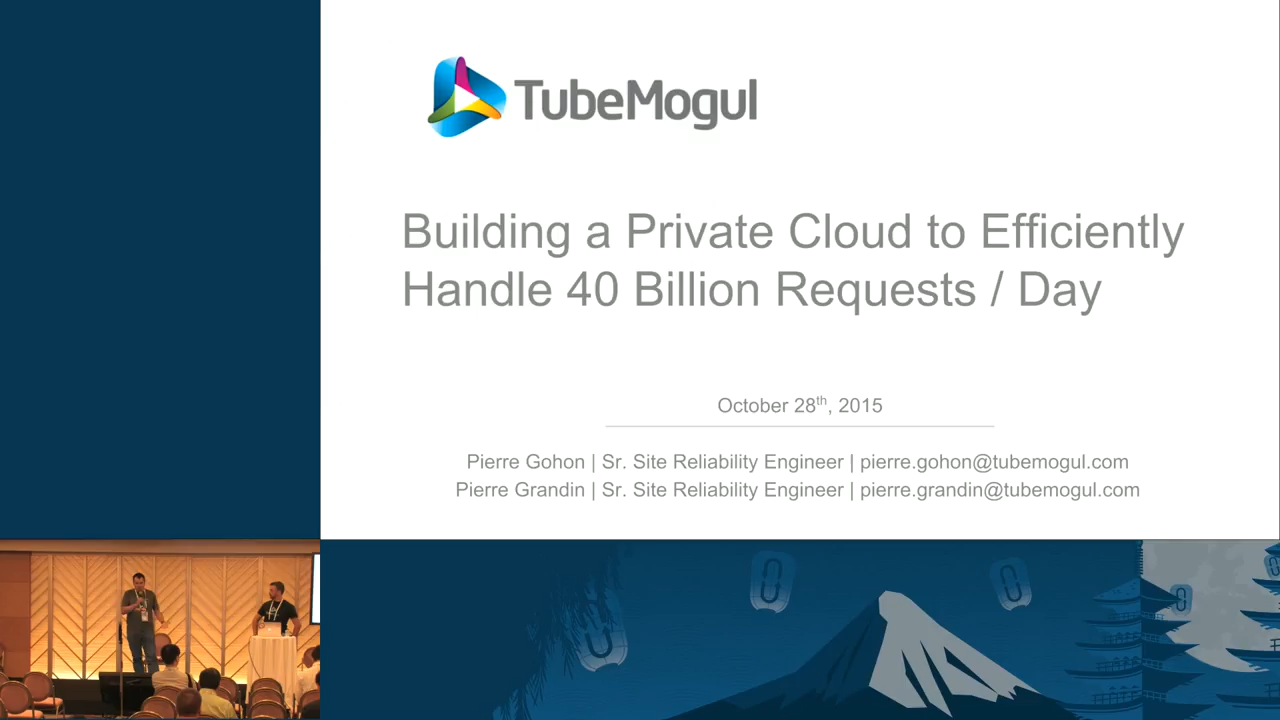 TubeMogul
Building a Private Cloud to Efficiently
Handle 40 Billion Requests / Day
October 28th, 2015
Pierre Gohon | Sr. Site Reliability Engineer | pierre.gohon@tubemogul.com
Pierre Grandin | Sr. Site Reliability Engineer | pierre.grandin@tubemogul.com